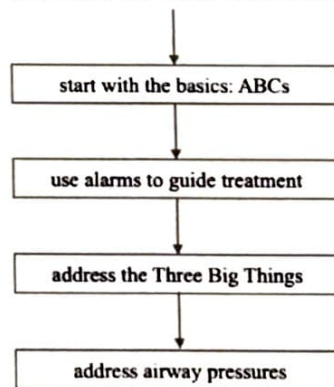 start with the basics: ABCs
use alarms to guide treatment
address the Three Big Things
address airway pressures